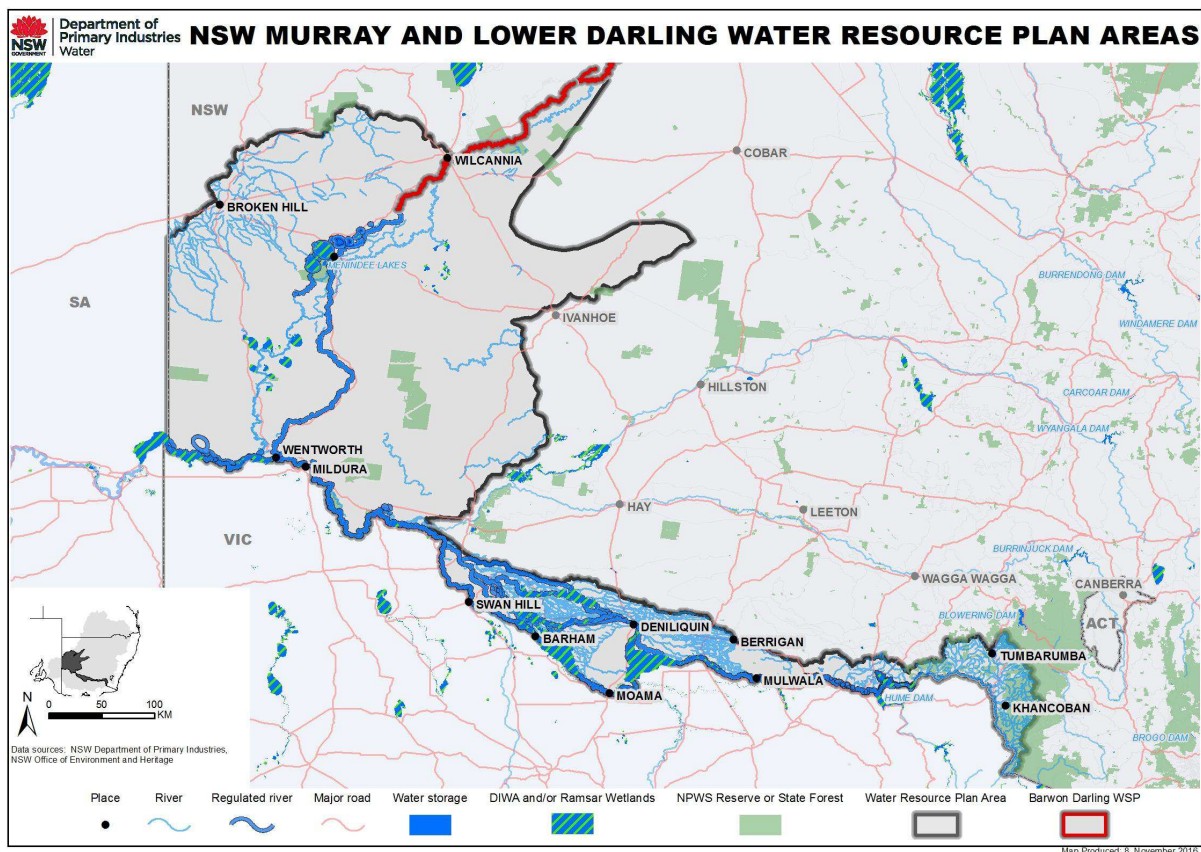 Department of
Primary Industries
Water
NSW
GOVERNMENT
NSW MURRAY AND LOWER DARLING WATER RESOURCE PLAN AREAS
NSW
WILCANNIA
COBAR
BROKEN HILL
MENINDEE LAKES
BURRENDONG DAM
SA
IVANHOE
WINDAMERE DAM
HILLSTON
CARCOAR DAM
WYANGALA DAM
WENTWORTH
MILDURA
HAY
LEETON
VIC
BURRINJUCK DAM
WAGGA WAGGA
CANBERRA
SWAN HILL
BLOWERING DAM
DENILIQUIN
ACT
BARHAM
BERRIGAN
TUMBARUMBA
MULWALA
MOAMA
HUME DAM
KHANCOBAN
BROGO DAM
N
0 50 100
KM
Data sources: NSW Department of Primary Industries,
NSW Office of Environment and Heritage
Place River Regulated river Major road Water storage DIWA and/or Ramsar Wetlands NPWS Reserve or State Forest Water Resource Plan Area Barwon Darling WSP
Map Produced: 8 November 2016